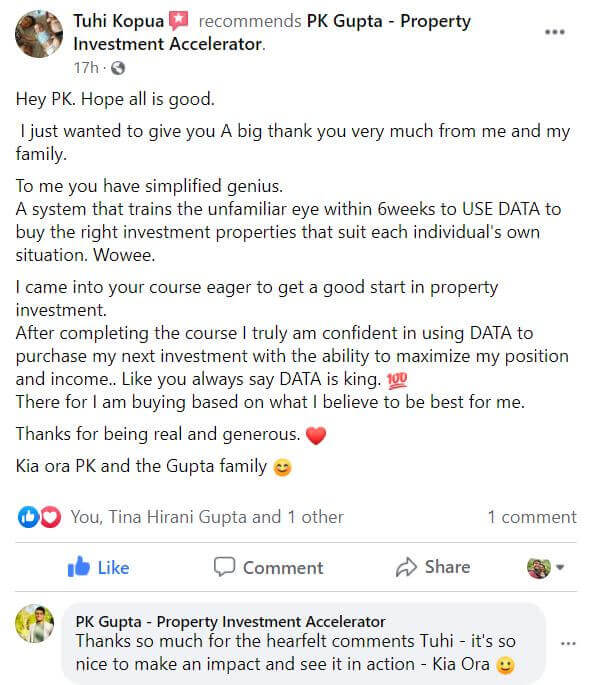 Tuhi Kopua recommends PK Gupta - Property
Investment Accelerator.
17h ·
Hey PK. Hope all is good.
I just wanted to give you A big thank you very much from me and my
family.
To me you have simplified genius.
A system that trains the unfamiliar eye within 6weeks to USE DATA to
buy the right investment properties that suit each individual's own
situation. Wowee.
I came into your course eager to get a good start in property
investment.
After completing the course I truly am confident in using DATA to
purchase my next investment with the ability to maximize my position
and income.. Like you always say DATA is king. 💯
There for I am buying based on what I believe to be best for me.
Thanks for being real and generous. ❤️
Kia ora PK and the Gupta family 😊
You, Tina Hirani Gupta and 1 other 1 comment
Like Comment Share
PK Gupta - Property Investment Accelerator
Thanks so much for the hearfelt comments Tuhi - it's so
nice to make an impact and see it in action - Kia Ora 🙂